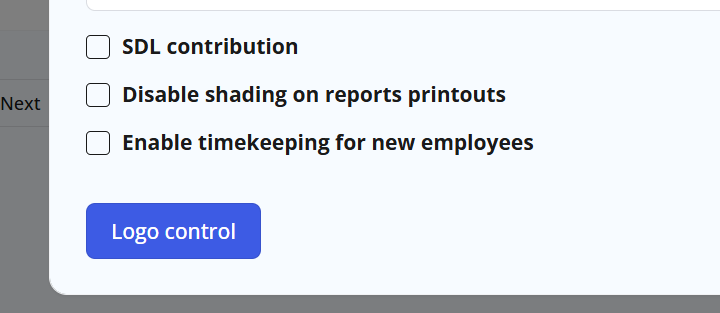 SDL contribution
Disable shading on reports printouts
Next
Enable timekeeping for new employees
Logo control